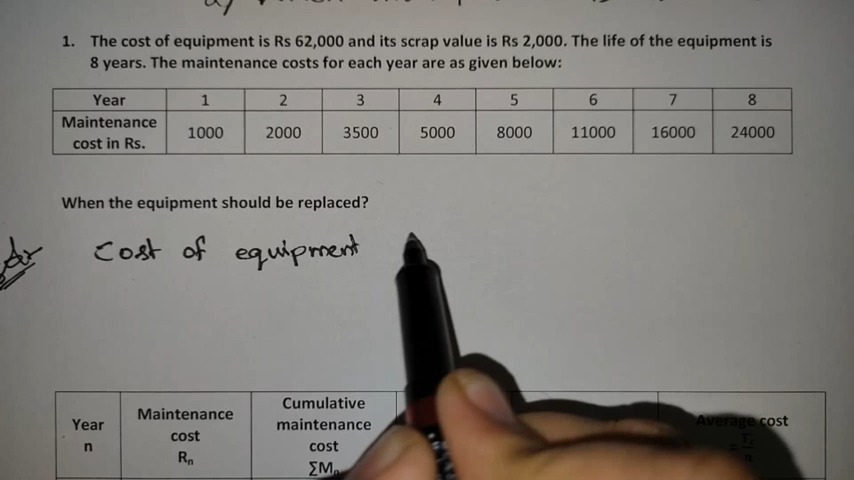 1. The cost of equipment is Rs 62,000 and its scrap value is Rs 2,000. The life of the equipment is
8 years. The maintenance costs for each year are as given below:
Year 1 2 3 4 5 6 7 8
Maintenance cost in Rs. 1000 2000 3500 5000 8000 11000 16000 24000
When the equipment should be replaced?
Cost of equipment
Year
n
Maintenance
cost
Rn
Cumulative
maintenance
cost
∑Mn
Average cost